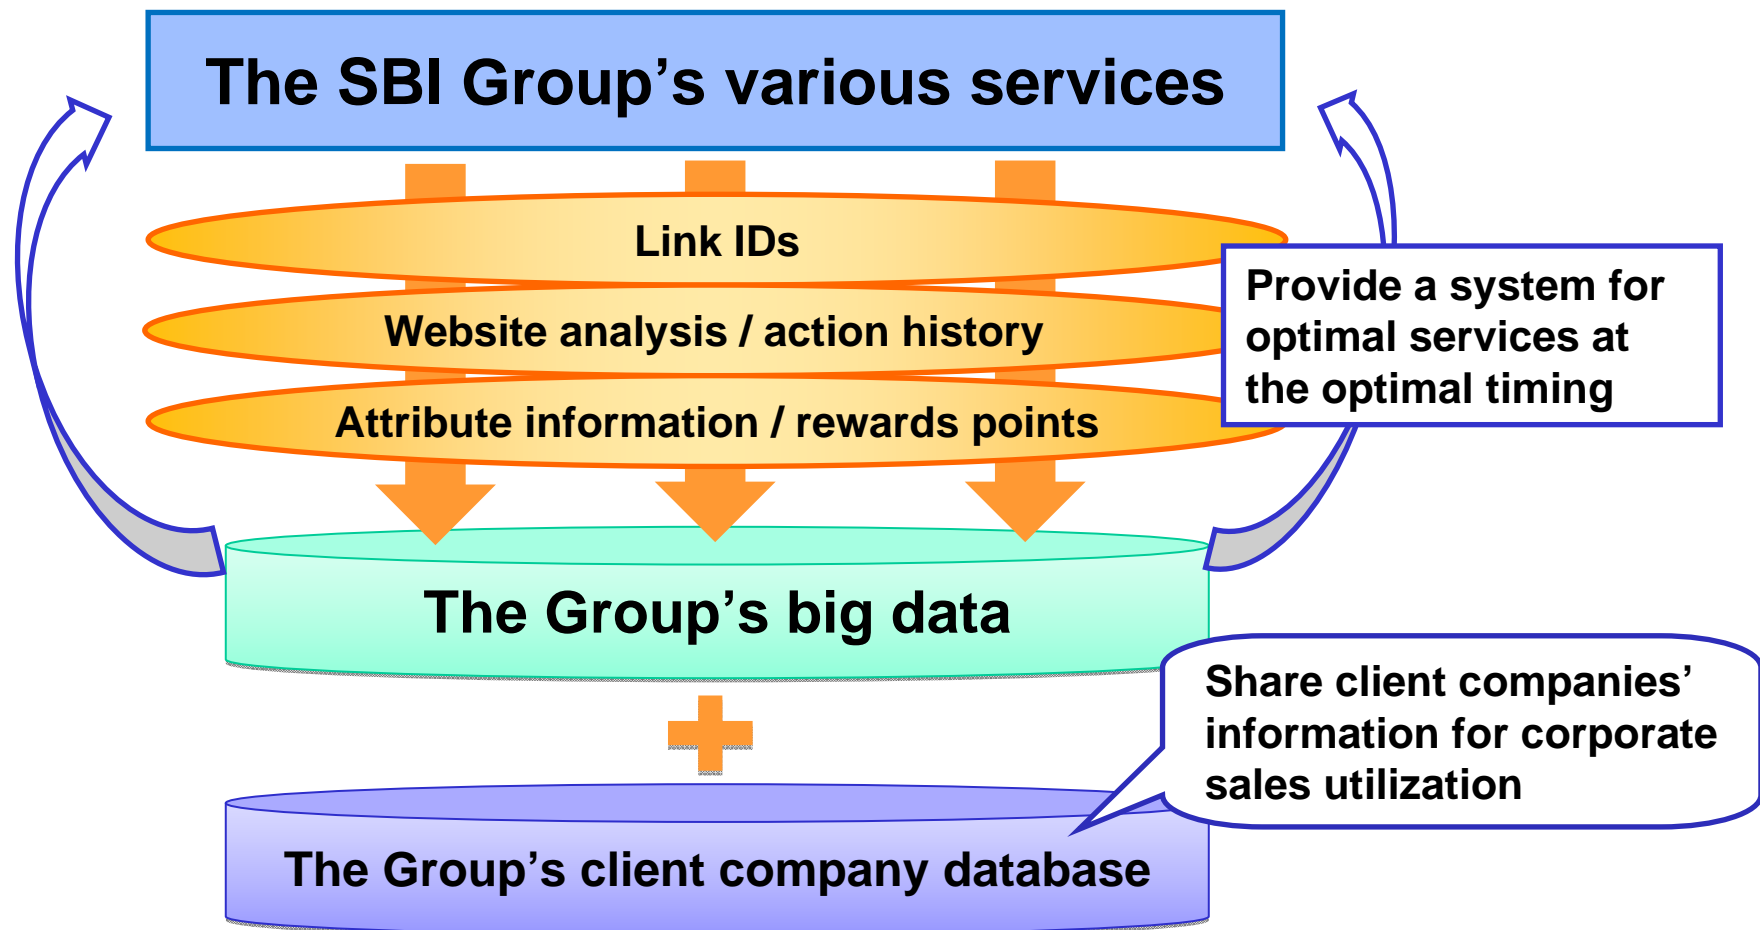 The SBI Group’s various services
Link IDs
Website analysis / action history
Attribute information / rewards points
Provide a system for
optimal services at
the optimal timing
The Group’s big data
Share client companies’
information for corporate
sales utilization
The Group’s client company database